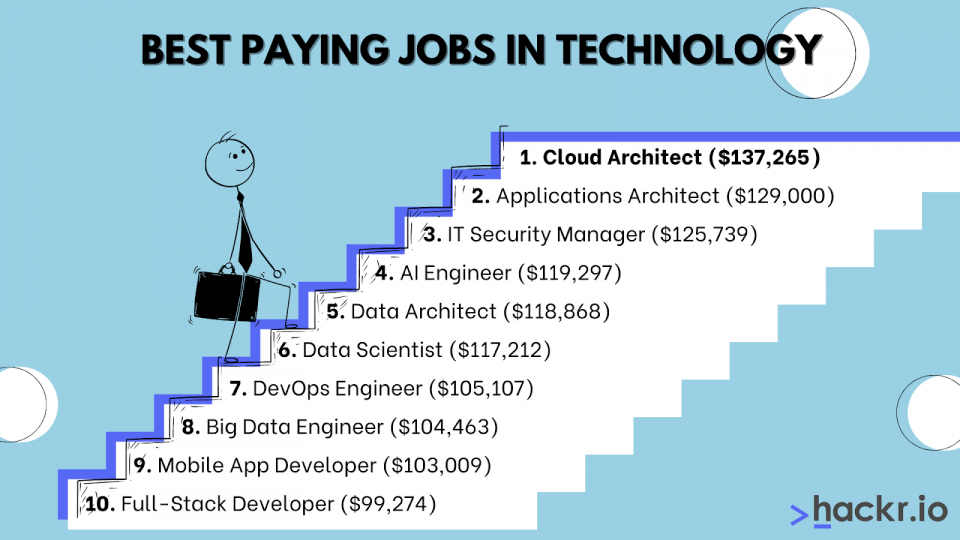 BEST PAYING JOBS IN TECHNOLOGY
1. Cloud Architect ($137,265)
2. Applications Architect ($129,000)
3. IT Security Manager ($125,739)
4. AI Engineer ($119,297)
5. Data Architect ($118,868)
6. Data Scientist ($117,212)
7. DevOps Engineer ($105,107)
8. Big Data Engineer ($104,463)
9. Mobile App Developer ($103,009)
10. Full-Stack Developer ($99,274)
hackr.io